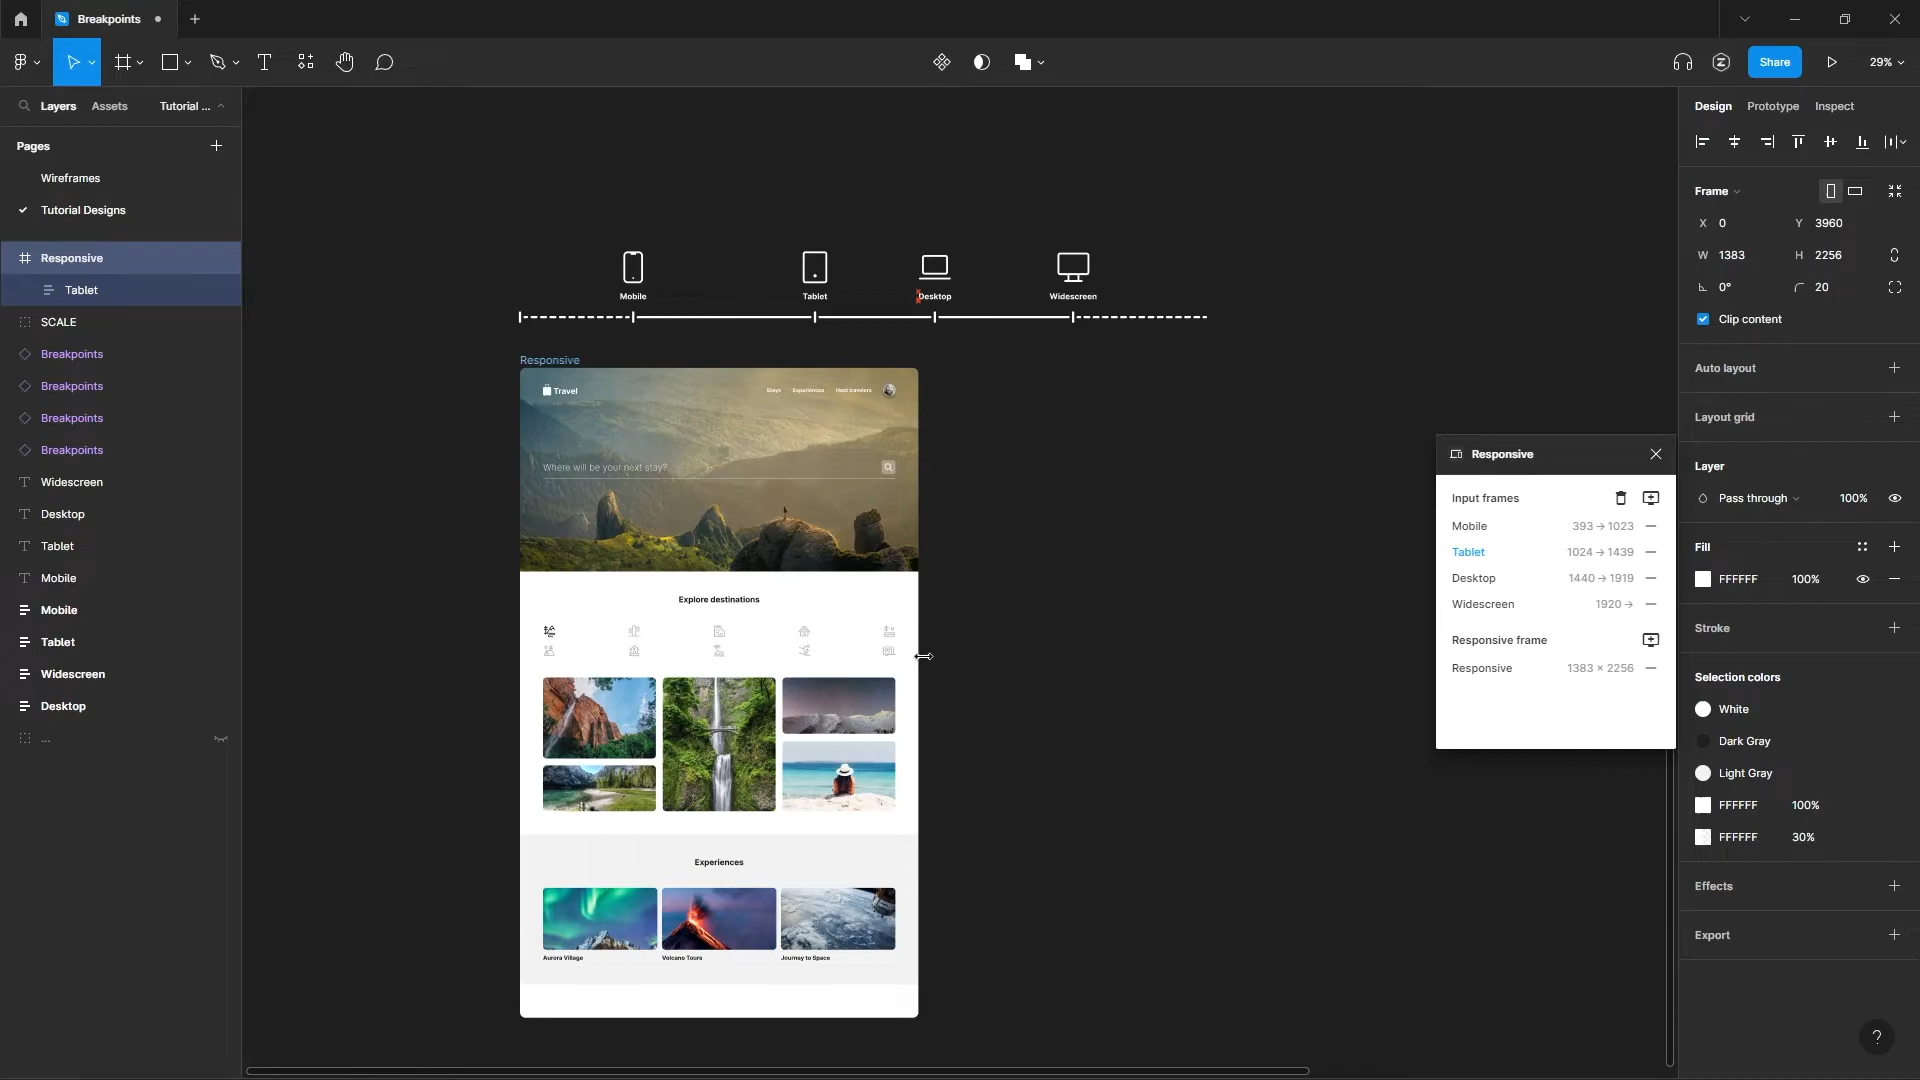 Breakpoints
Share
29%
Layers
Assets
Tutorial ...
Pages
Wireframes
Tutorial Designs
Responsive
Tablet
SCALE
Breakpoints
Breakpoints
Breakpoints
Breakpoints
Widescreen
Desktop
Tablet
Mobile
Mobile
Tablet
Widescreen
Desktop
...
Mobile
Tablet
Desktop
Widescreen
Responsive
Travel
Stays
Experiences
Host travelers
Where will be your next stay?
Explore destinations
Experiences
Aurora Village
Volcano Tours
Journey to Space
Responsive
Input frames
Mobile 393 → 1023
Tablet 1024 → 1439
Desktop 1440 → 1919
Widescreen 1920 →
Responsive frame
Responsive 1383 × 2256
Design
Prototype
Inspect
Frame
X 0 Y 3960
W 1383 H 2256
0° 20
Clip content
Auto layout
Layout grid
Layer
Pass through 100%
Fill
FFFFFF 100%
Stroke
Selection colors
White
Dark Gray
Light Gray
FFFFFF 100%
FFFFFF 30%
Effects
Export
?